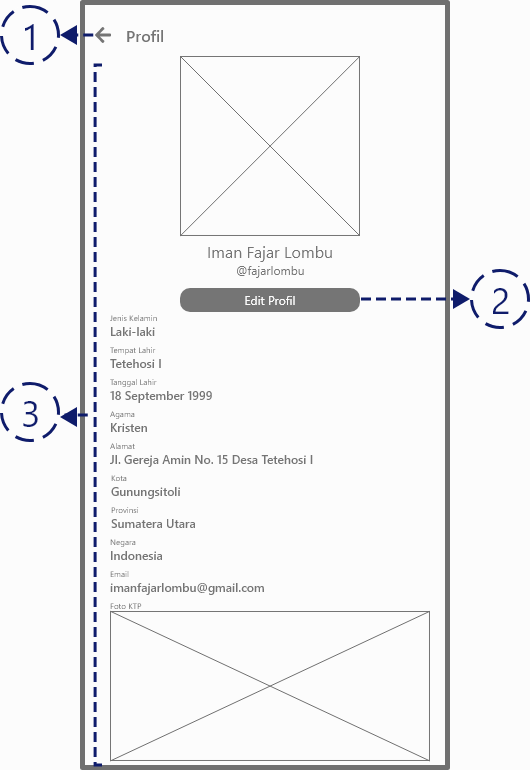 1
Profil
Iman Fajar Lombu
@fajarlombu
Edit Profil
2
Jenis Kelamin
Laki-laki
Tempat Lahir
Tetehosi I
Tanggal Lahir
18 September 1999
Agama
Kristen
3
Alamat
Jl. Gereja Amin No. 15 Desa Tetehosi I
Kota
Gunungsitoli
Provinsi
Sumatera Utara
Negara
Indonesia
Email
imanfajarlombu@gmail.com
Foto KTP